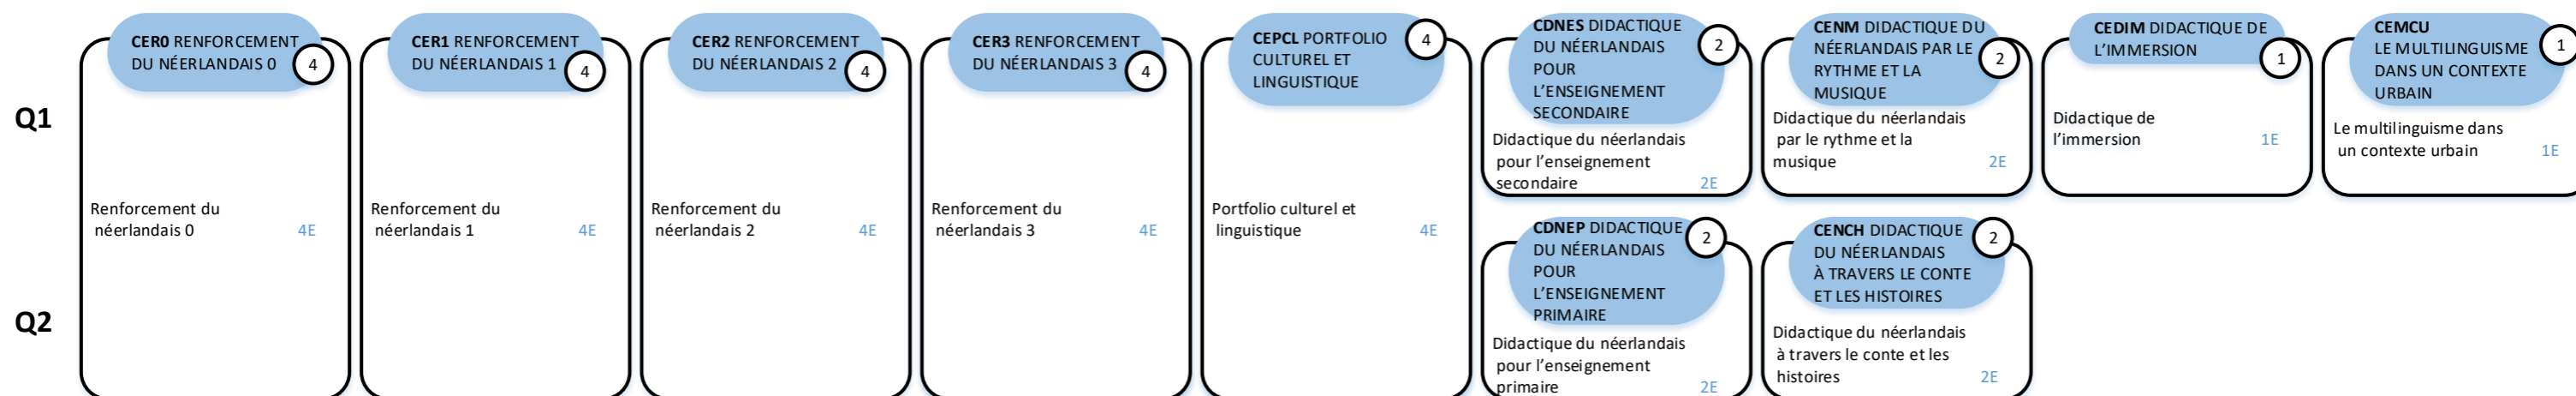 Q1
Q2
CER0 RENFORCEMENT
DU NÉERLANDAIS 0
4
Renforcement du
néerlandais 0
4E
CER1 RENFORCEMENT
DU NÉERLANDAIS 1
4
Renforcement du
néerlandais 1
4E
CER2 RENFORCEMENT
DU NÉERLANDAIS 2
4
Renforcement du
néerlandais 2
4E
CER3 RENFORCEMENT
DU NÉERLANDAIS 3
4
Renforcement du
néerlandais 3
4E
CEPCL PORTFOLIO
CULTUREL ET
LINGUISTIQUE
4
Portfolio culturel et
linguistique
4E
CDNES DIDACTIQUE
DU NÉERLANDAIS
POUR
L’ENSEIGNEMENT
SECONDAIRE
2
Didactique du néerlandais
pour l’enseignement
secondaire
2E
CENM DIDACTIQUE DU
NÉERLANDAIS PAR LE
RYTHME ET LA
MUSIQUE
2
Didactique du néerlandais
par le rythme et la
musique
2E
CEDIM DIDACTIQUE DE
L’IMMERSION
1
Didactique de
l’immersion
1E
CEMCU
LE MULTILINGUISME
DANS UN CONTEXTE
URBAIN
1
Le multilinguisme dans
un contexte urbain
1E
CDNEP DIDACTIQUE
DU NÉERLANDAIS
POUR
L’ENSEIGNEMENT
PRIMAIRE
2
Didactique du néerlandais
pour l’enseignement
primaire
2E
CENCH DIDACTIQUE
DU NÉERLANDAIS
À TRAVERS LE CONTE
ET LES HISTOIRES
2
Didactique du néerlandais
à travers le conte et les
histoires
2E